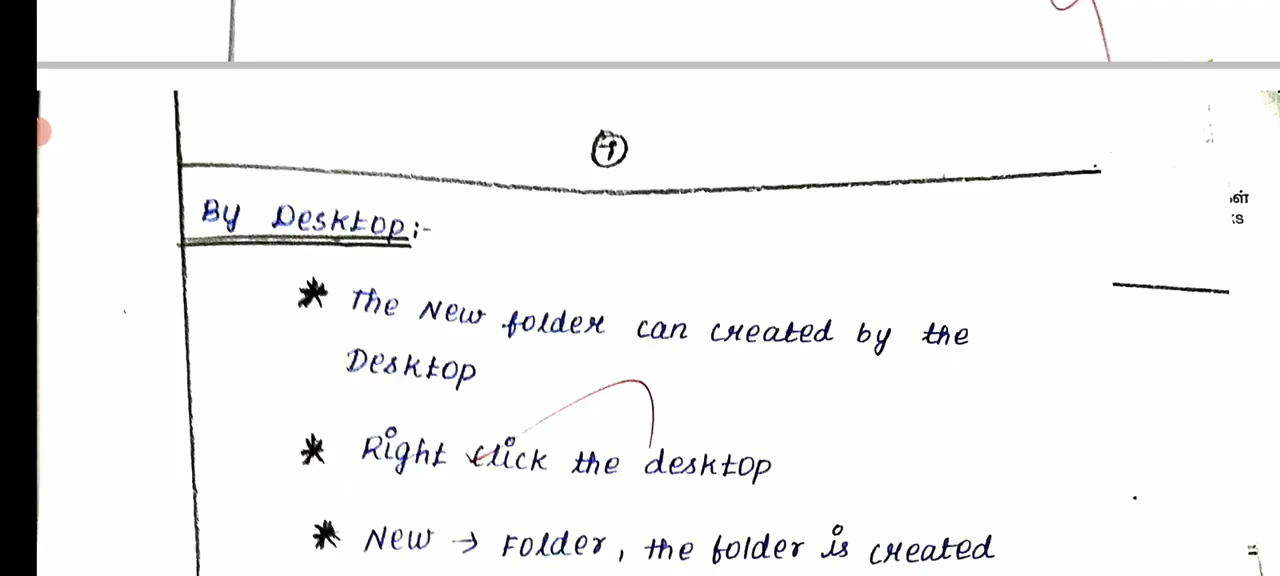 By Desktop:-
* The New folder can created by the
Desktop
* Right click the desktop
* New → Folder, the folder is created